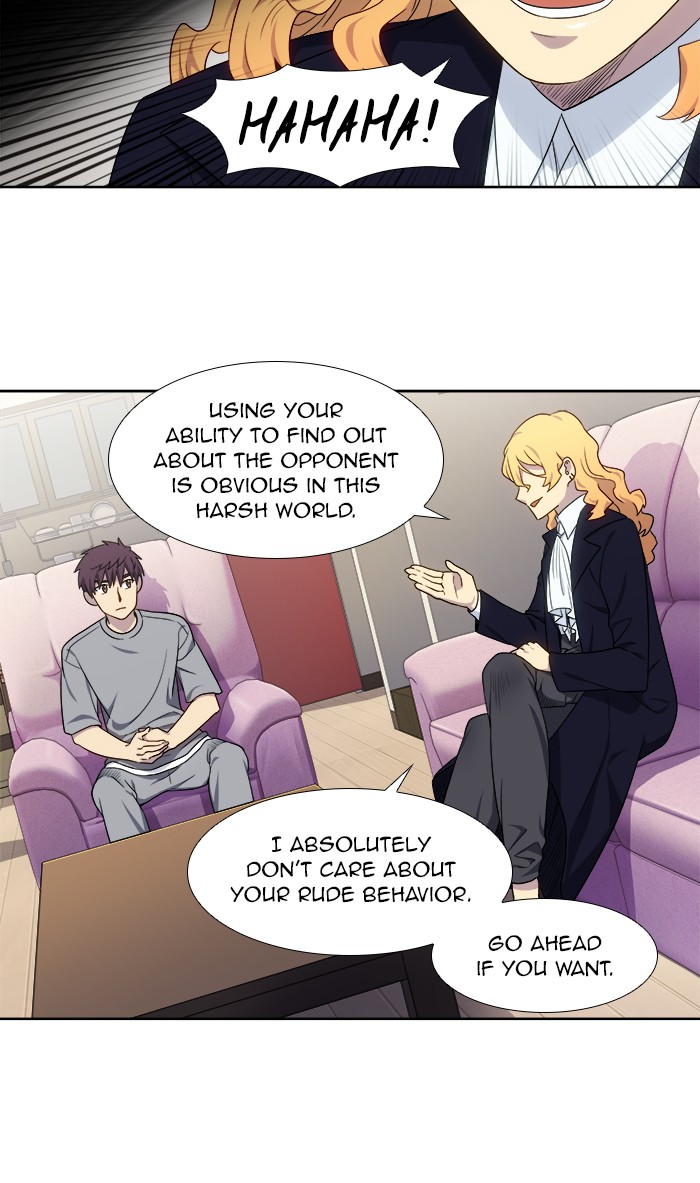 HAHAHA!
USING YOUR
ABILITY TO FIND OUT
ABOUT THE OPPONENT
IS OBVIOUS IN THIS
HARSH WORLD.
I ABSOLUTELY
DON'T CARE ABOUT
YOUR RUDE BEHAVIOR.
GO AHEAD
IF YOU WANT.